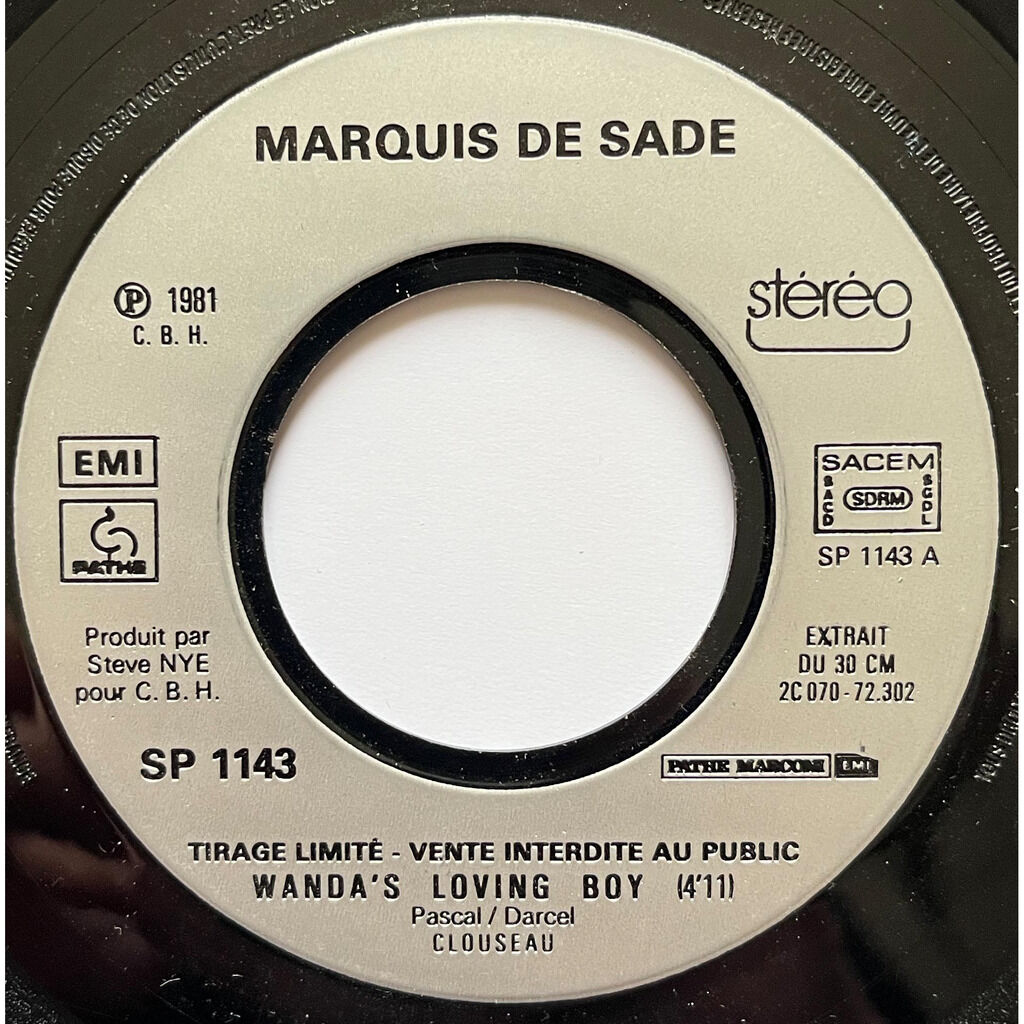 MARQUIS DE SADE
℗ 1981
C. B. H.
stéréo
EMI
PATHE
SACEM
SACD
SDRM
SGDL
SP 1143 A
Produit par
Steve NYE
pour C. B. H.
EXTRAIT
DU 30 CM
2C 070 - 72.302
SP 1143
PATHE MARCONI EMI
TIRAGE LIMITÉ - VENTE INTERDITE AU PUBLIC
WANDA'S LOVING BOY (4'11)
Pascal / Darcel
CLOUSEAU